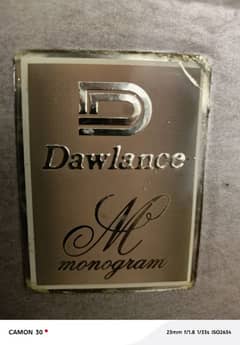 Dawlance
M
monogram
CAMON 30
23mm f/1.8 1/33s ISO2634